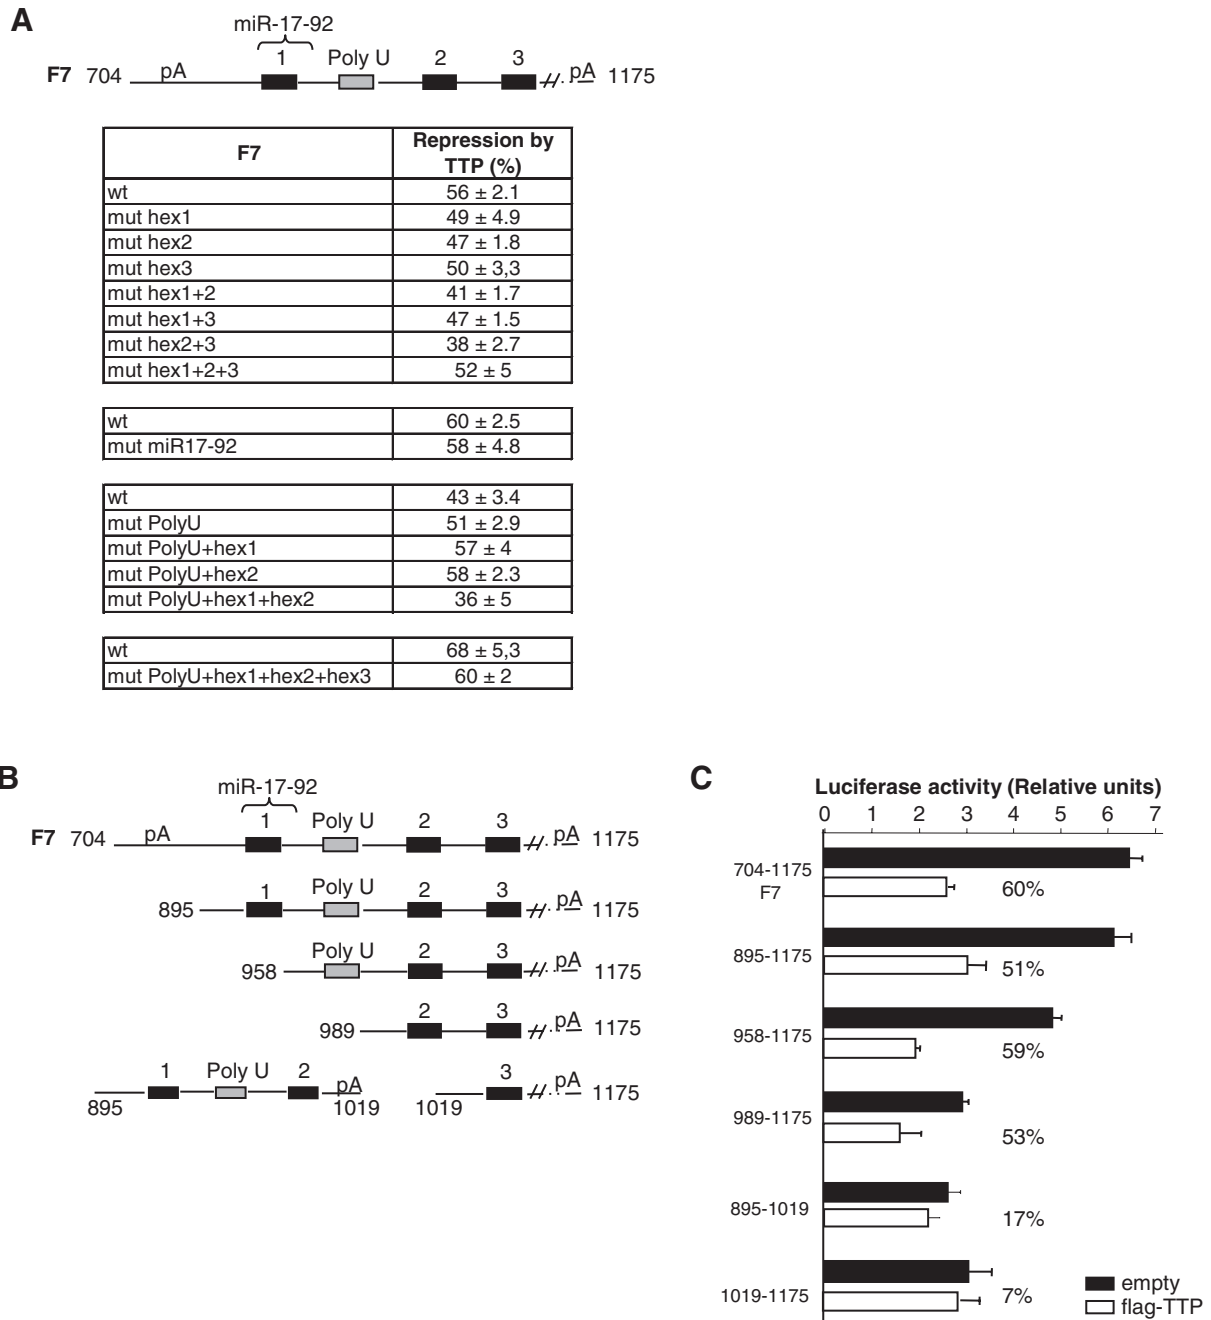 A
miR-17-92
F7 704 pA 1 Poly U 2 3 pA 1175
F7 Repression by TTP (%)
wt 56 ± 2.1
mut hex1 49 ± 4.9
mut hex2 47 ± 1.8
mut hex3 50 ± 3,3
mut hex1+2 41 ± 1.7
mut hex1+3 47 ± 1.5
mut hex2+3 38 ± 2.7
mut hex1+2+3 52 ± 5
wt 60 ± 2.5
mut miR17-92 58 ± 4.8
wt 43 ± 3.4
mut PolyU 51 ± 2.9
mut PolyU+hex1 57 ± 4
mut PolyU+hex2 58 ± 2.3
mut PolyU+hex1+hex2 36 ± 5
wt 68 ± 5,3
mut PolyU+hex1+hex2+hex3 60 ± 2
B
miR-17-92
F7 704 pA 1 Poly U 2 3 pA 1175
895 1 Poly U 2 3 pA 1175
958 Poly U 2 3 pA 1175
989 2 3 pA 1175
895 1 Poly U 2 pA 1019 1019 3 pA 1175
C
Luciferase activity (Relative units)
0 1 2 3 4 5 6 7
704-1175
F7 60%
895-1175 51%
958-1175 59%
989-1175 53%
895-1019 17%
1019-1175 7%
empty
flag-TTP